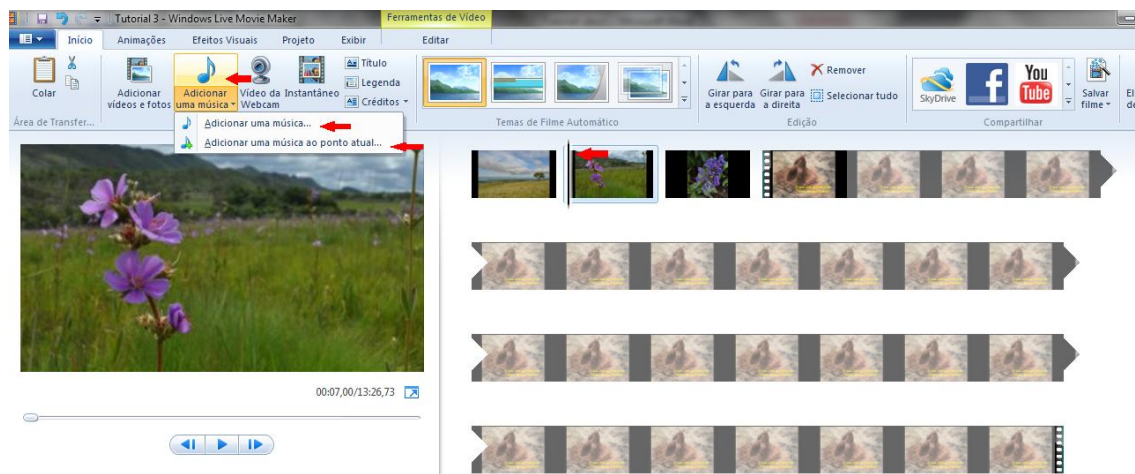 Tutorial 3 - Windows Live Movie Maker
Ferramentas de Vídeo
Início Animações Efeitos Visuais Projeto Exibir Editar
Colar
Adicionar vídeos e fotos
Adicionar uma música
Vídeo da Webcam
Instantâneo
Título
Legenda
Créditos
Girar para a esquerda
Girar para a direita
Remover
Selecionar tudo
SkyDrive
f
You Tube
Salvar filme
Área de Transfer...
Temas de Filme Automático
Edição
Compartilhar
Adicionar uma música...
Adicionar uma música ao ponto atual...
00:07,00/13:26,73